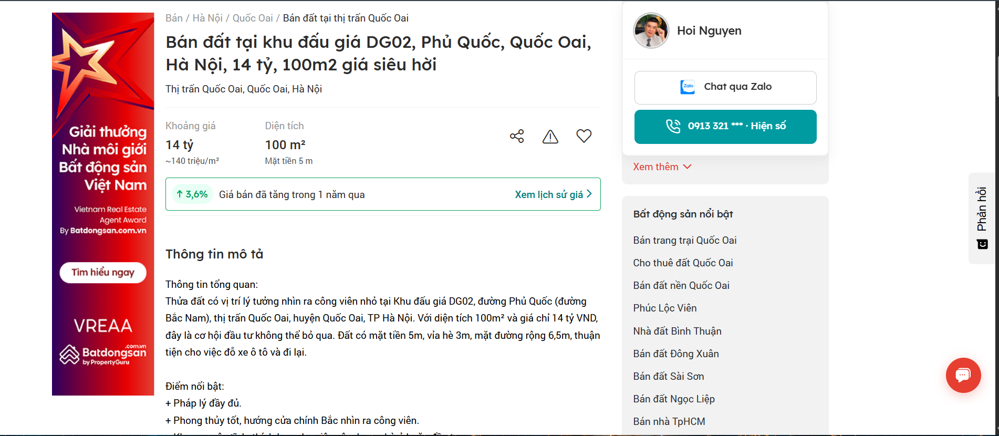 Giải thưởng
Nhà môi giới
Bất động sản
Việt Nam
Vietnam Real Estate
Agent Award
By Batdongsan.com.vn
Tìm hiểu ngay
VREAA
Batdongsan
.com.vn
by PropertyGuru
Bán / Hà Nội / Quốc Oai / Bán đất tại thị trấn Quốc Oai
Bán đất tại khu đấu giá DG02, Phủ Quốc, Quốc Oai,
Hà Nội, 14 tỷ, 100m2 giá siêu hời
Thị trấn Quốc Oai, Quốc Oai, Hà Nội
Khoảng giá
14 tỷ
~140 triệu/m²
Diện tích
100 m²
Mặt tiền 5 m
3,6% Giá bán đã tăng trong 1 năm qua
Xem lịch sử giá
Thông tin mô tả
Thông tin tổng quan:
Thửa đất có vị trí lý tưởng nhìn ra công viên nhỏ tại Khu đấu giá DG02, đường Phủ Quốc (đường
Bắc Nam), thị trấn Quốc Oai, huyện Quốc Oai, TP Hà Nội. Với diện tích 100m² và giá chỉ 14 tỷ VND,
đây là cơ hội đầu tư không thể bỏ qua. Đất có mặt tiền 5m, vỉa hè 3m, mặt đường rộng 6,5m, thuận
tiện cho việc đỗ xe ô tô và đi lại.
Điểm nổi bật:
+ Pháp lý đầy đủ.
+ Phong thủy tốt, hướng cửa chính Bắc nhìn ra công viên.
Hoi Nguyen
Zalo
Chat qua Zalo
0913 321 *** · Hiện số
Xem thêm
Bất động sản nổi bật
Bán trang trại Quốc Oai
Cho thuê đất Quốc Oai
Bán đất nền Quốc Oai
Phúc Lộc Viên
Nhà đất Bình Thuận
Bán đất Đông Xuân
Bán đất Sài Sơn
Bán đất Ngọc Liệp
Bán nhà TpHCM
Phản hồi